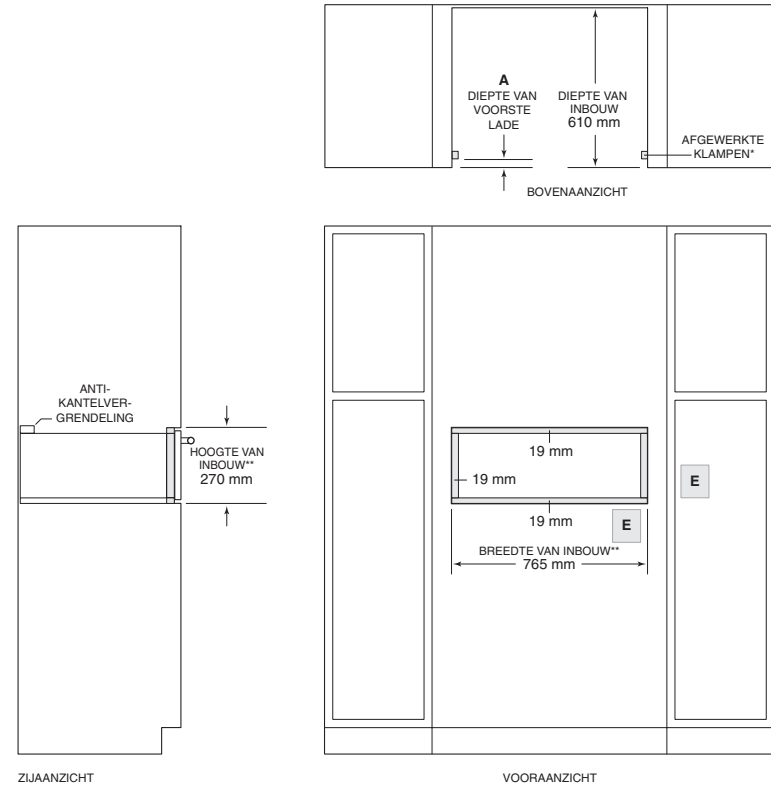 A
DIEPTE VAN
VOORSTE
LADE
DIEPTE VAN
INBOUW
610 mm
AFGEWERKTE
KLAMPEN*
BOVENAANZICHT
ANTI-
KANTELVER-
GRENDELING
HOOGTE VAN
INBOUW**
270 mm
19 mm
19 mm
19 mm
E
E
BREEDTE VAN INBOUW**
765 mm
ZIJAANZICHT
VOORAANZICHT